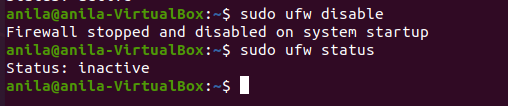 anila@anila-VirtualBox:~$ sudo ufw disable
Firewall stopped and disabled on system startup
anila@anila-VirtualBox:~$ sudo ufw status
Status: inactive
anila@anila-VirtualBox:~$